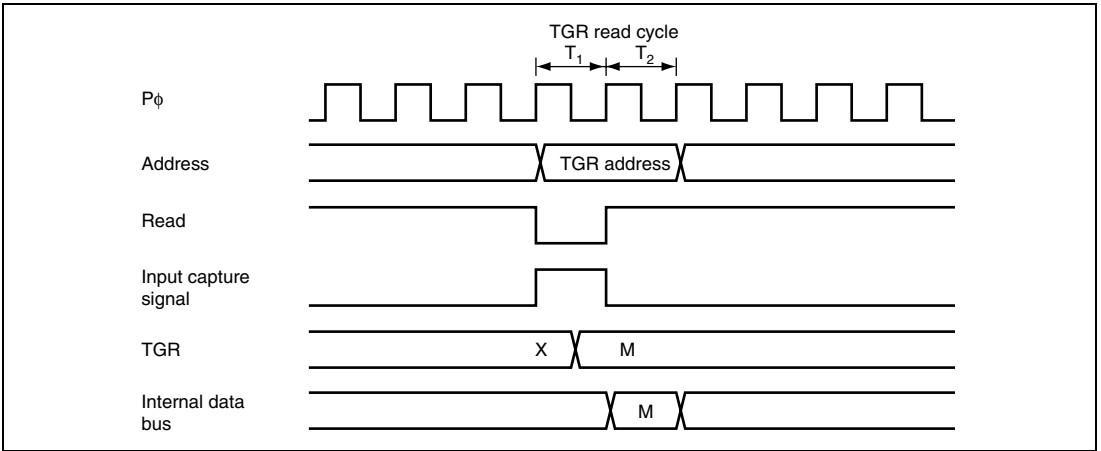 TGR read cycle
T1 T2
Pϕ
Address
TGR address
Read
Input capture
signal
TGR
X M
Internal data
bus
M